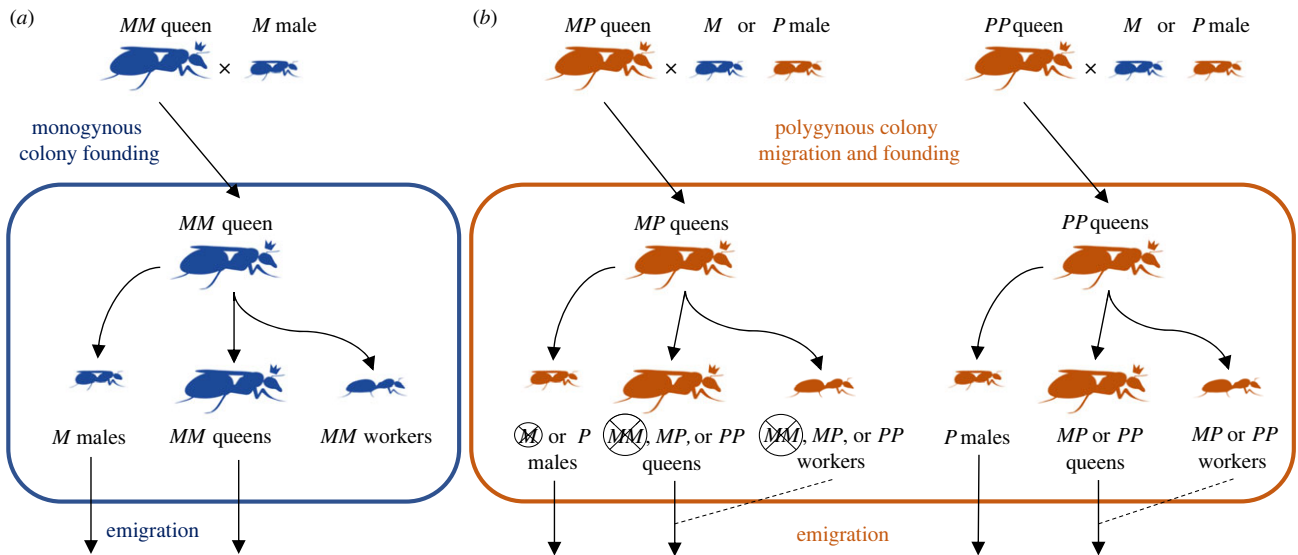 (a)
MM queen
M male
×
monogynous
colony founding
MM queen
M males
MM queens
MM workers
emigration
(b)
MP queen
M or P male
×
PP queen
M or P male
×
polygynous colony
migration and founding
MP queens
PP queens
M or P
males
MM, MP, or PP
queens
MM, MP, or PP
workers
P males
MP or PP
queens
MP or PP
workers
emigration